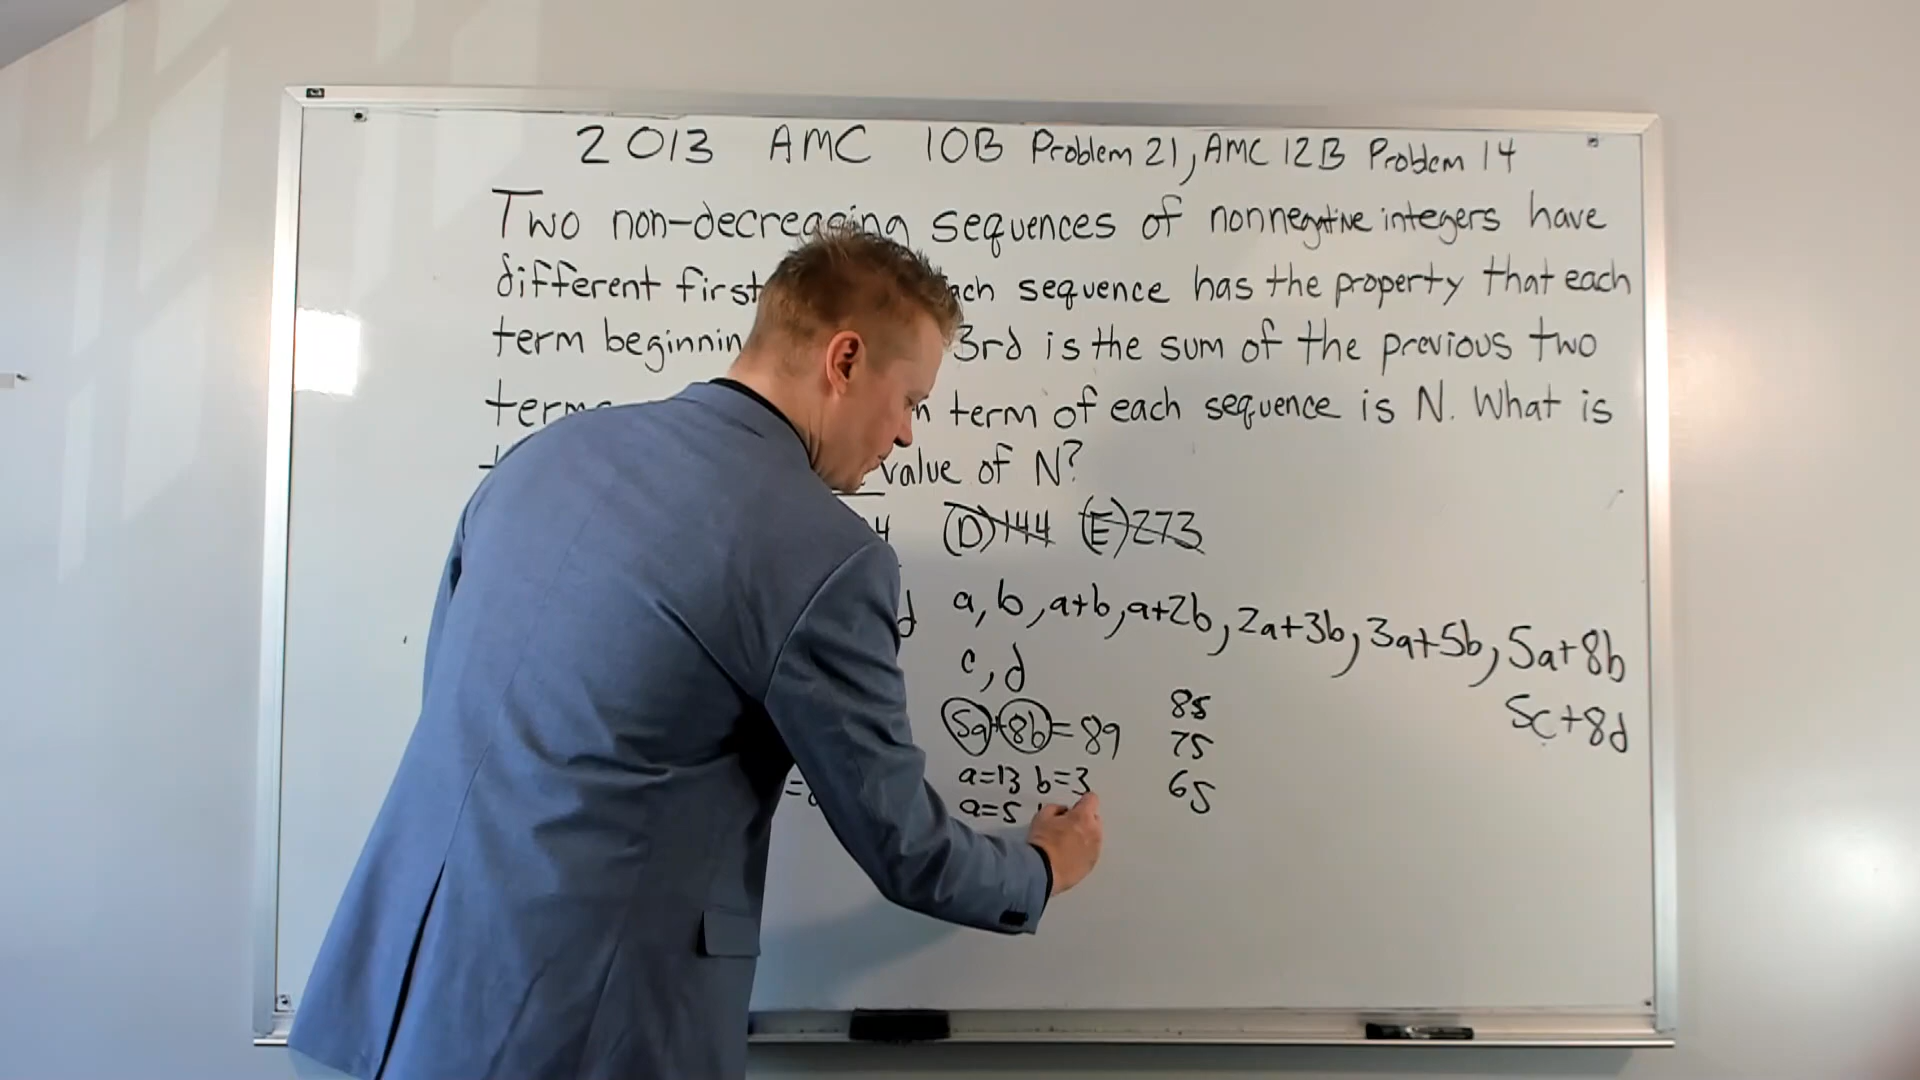 2013 AMC 10B Problem 21, AMC 12B Problem 14
Two non-decreasing sequences of nonnegative integers have
different first ach sequence has the property that each
term beginnin 3rd is the sum of the previous two
term n term of each sequence is N. What is
value of N?
4 (D)144 (E)273
d a, b, a+b, a+2b, 2a+3b, 3a+5b, 5a+8b
c, d
5c+8d
5a+8b=89
85
75
65
a=13 b=3
a=5